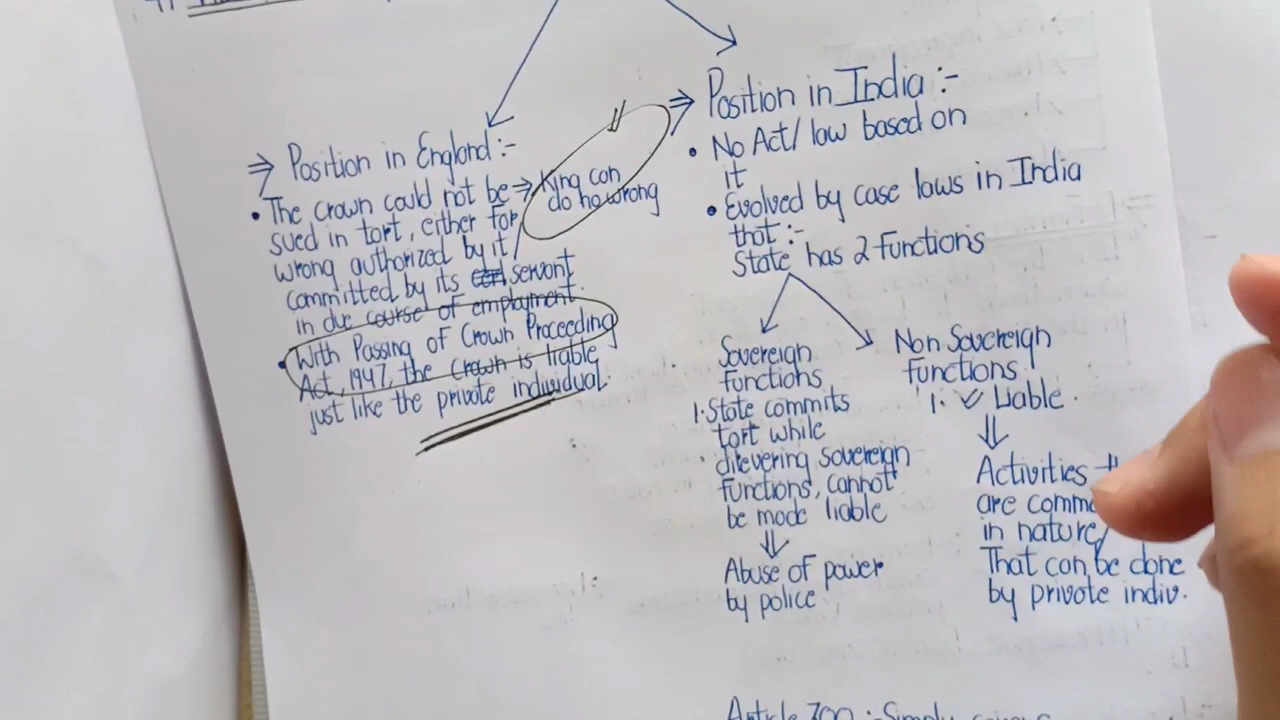 ⇒ Position in England :-
• The crown could not be ⇒ King can
do no wrong
sued in tort, either for
wrong authorized by it /
committed by its servant
in due course of employment.
• With Passing of Crown Proceeding
Act, 1947, the Crown is liable
just like the private individual.
⇒ Position in India :-
• No Act / law based on
it
• Evolved by case laws in India
that :-
State has 2 Functions
Sovereign
Functions
1. State commits
tort while
dilevering sovereign
functions, cannot
be made liable
⇓
Abuse of power
by police
Non Sovereign
Functions
1. ✓ Liable.
⇓
Activities
are comme
in nature/
That can be done
by private indiv.
Article 300 :- Simply